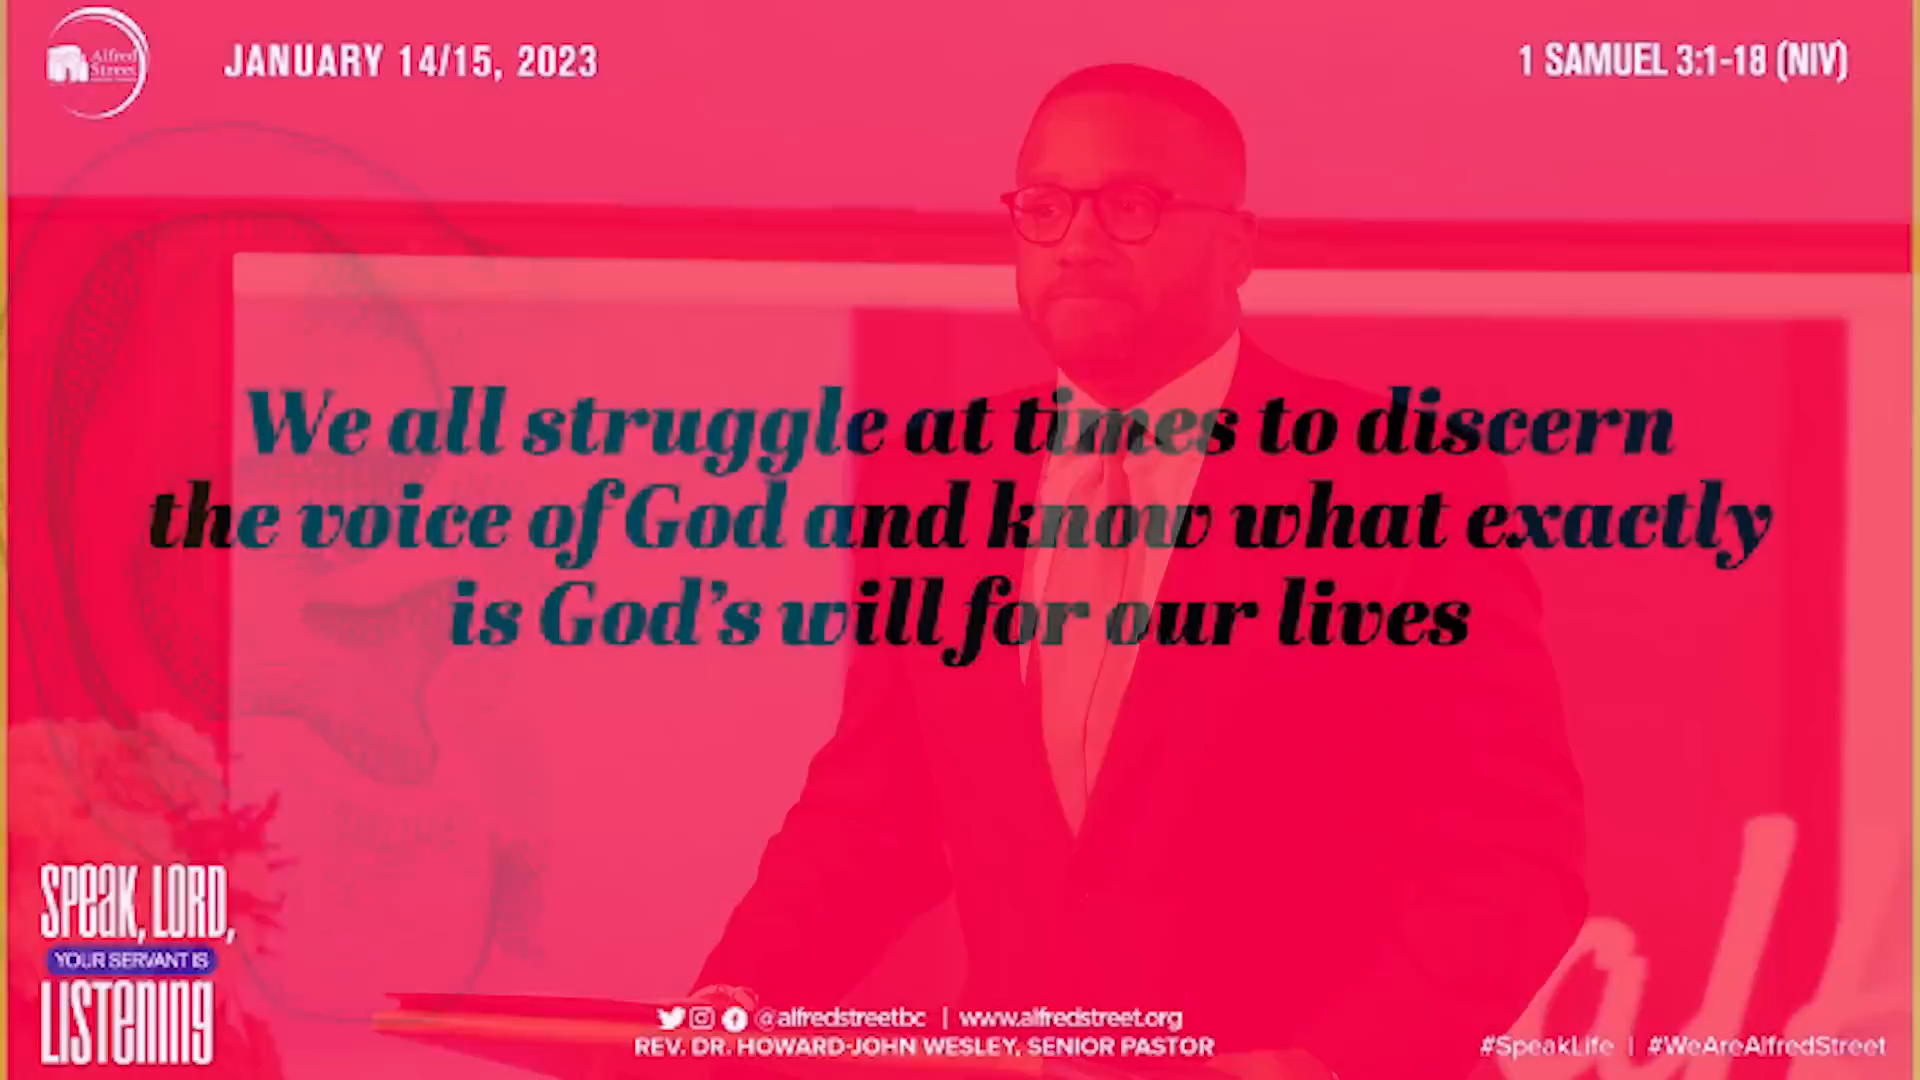 Alfred
Street
JANUARY 14/15, 2023
1 SAMUEL 3:1-18 (NIV)
We all struggle at times to discern
the voice of God and know what exactly
is God's will for our lives
SPEAK, LORD,
YOUR SERVANT IS
LISTENING
@alfredstreetbc | www.alfredstreet.org
REV. DR. HOWARD-JOHN WESLEY, SENIOR PASTOR
#SpeakLife | #WeAreAlfredStreet